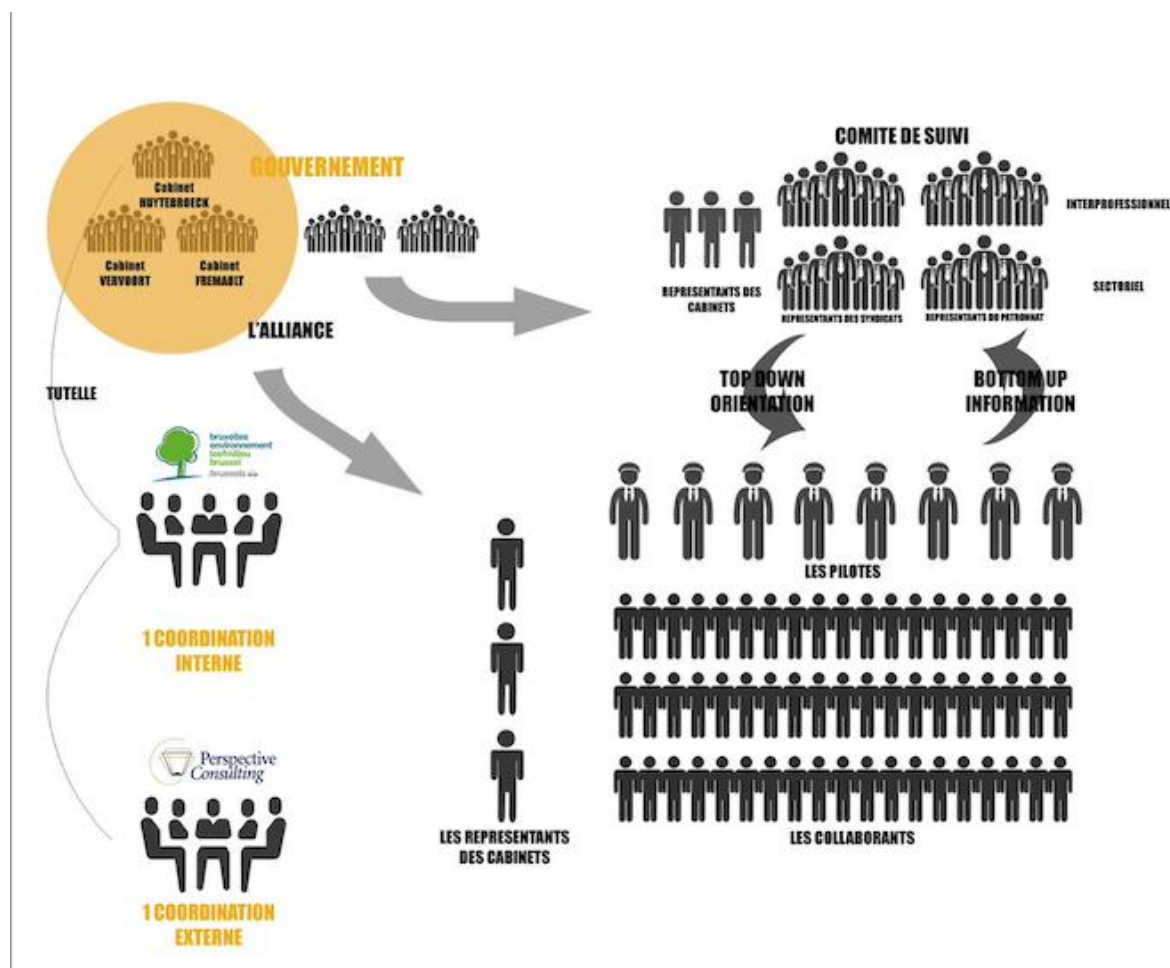 GOUVERNEMENT
Cabinet
HUYTEBROECK
Cabinet
VERVOORT
Cabinet
FREMAULT
L'ALLIANCE
TUTELLE
bruxelles
environnement
leefmilieu
brussel
.brussels
1 COORDINATION
INTERNE
Perspective
Consulting
1 COORDINATION
EXTERNE
LES REPRESENTANTS
DES CABINETS
COMITE DE SUIVI
INTERPROFESSIONNEL
SECTORIEL
REPRESENTANTS DES
CABINETS
REPRESENTANTS DES SYNDICATS
REPRESENTANTS DU PATRONNAT
TOP DOWN
ORIENTATION
BOTTOM UP
INFORMATION
LES PILOTES
LES COLLABORANTS